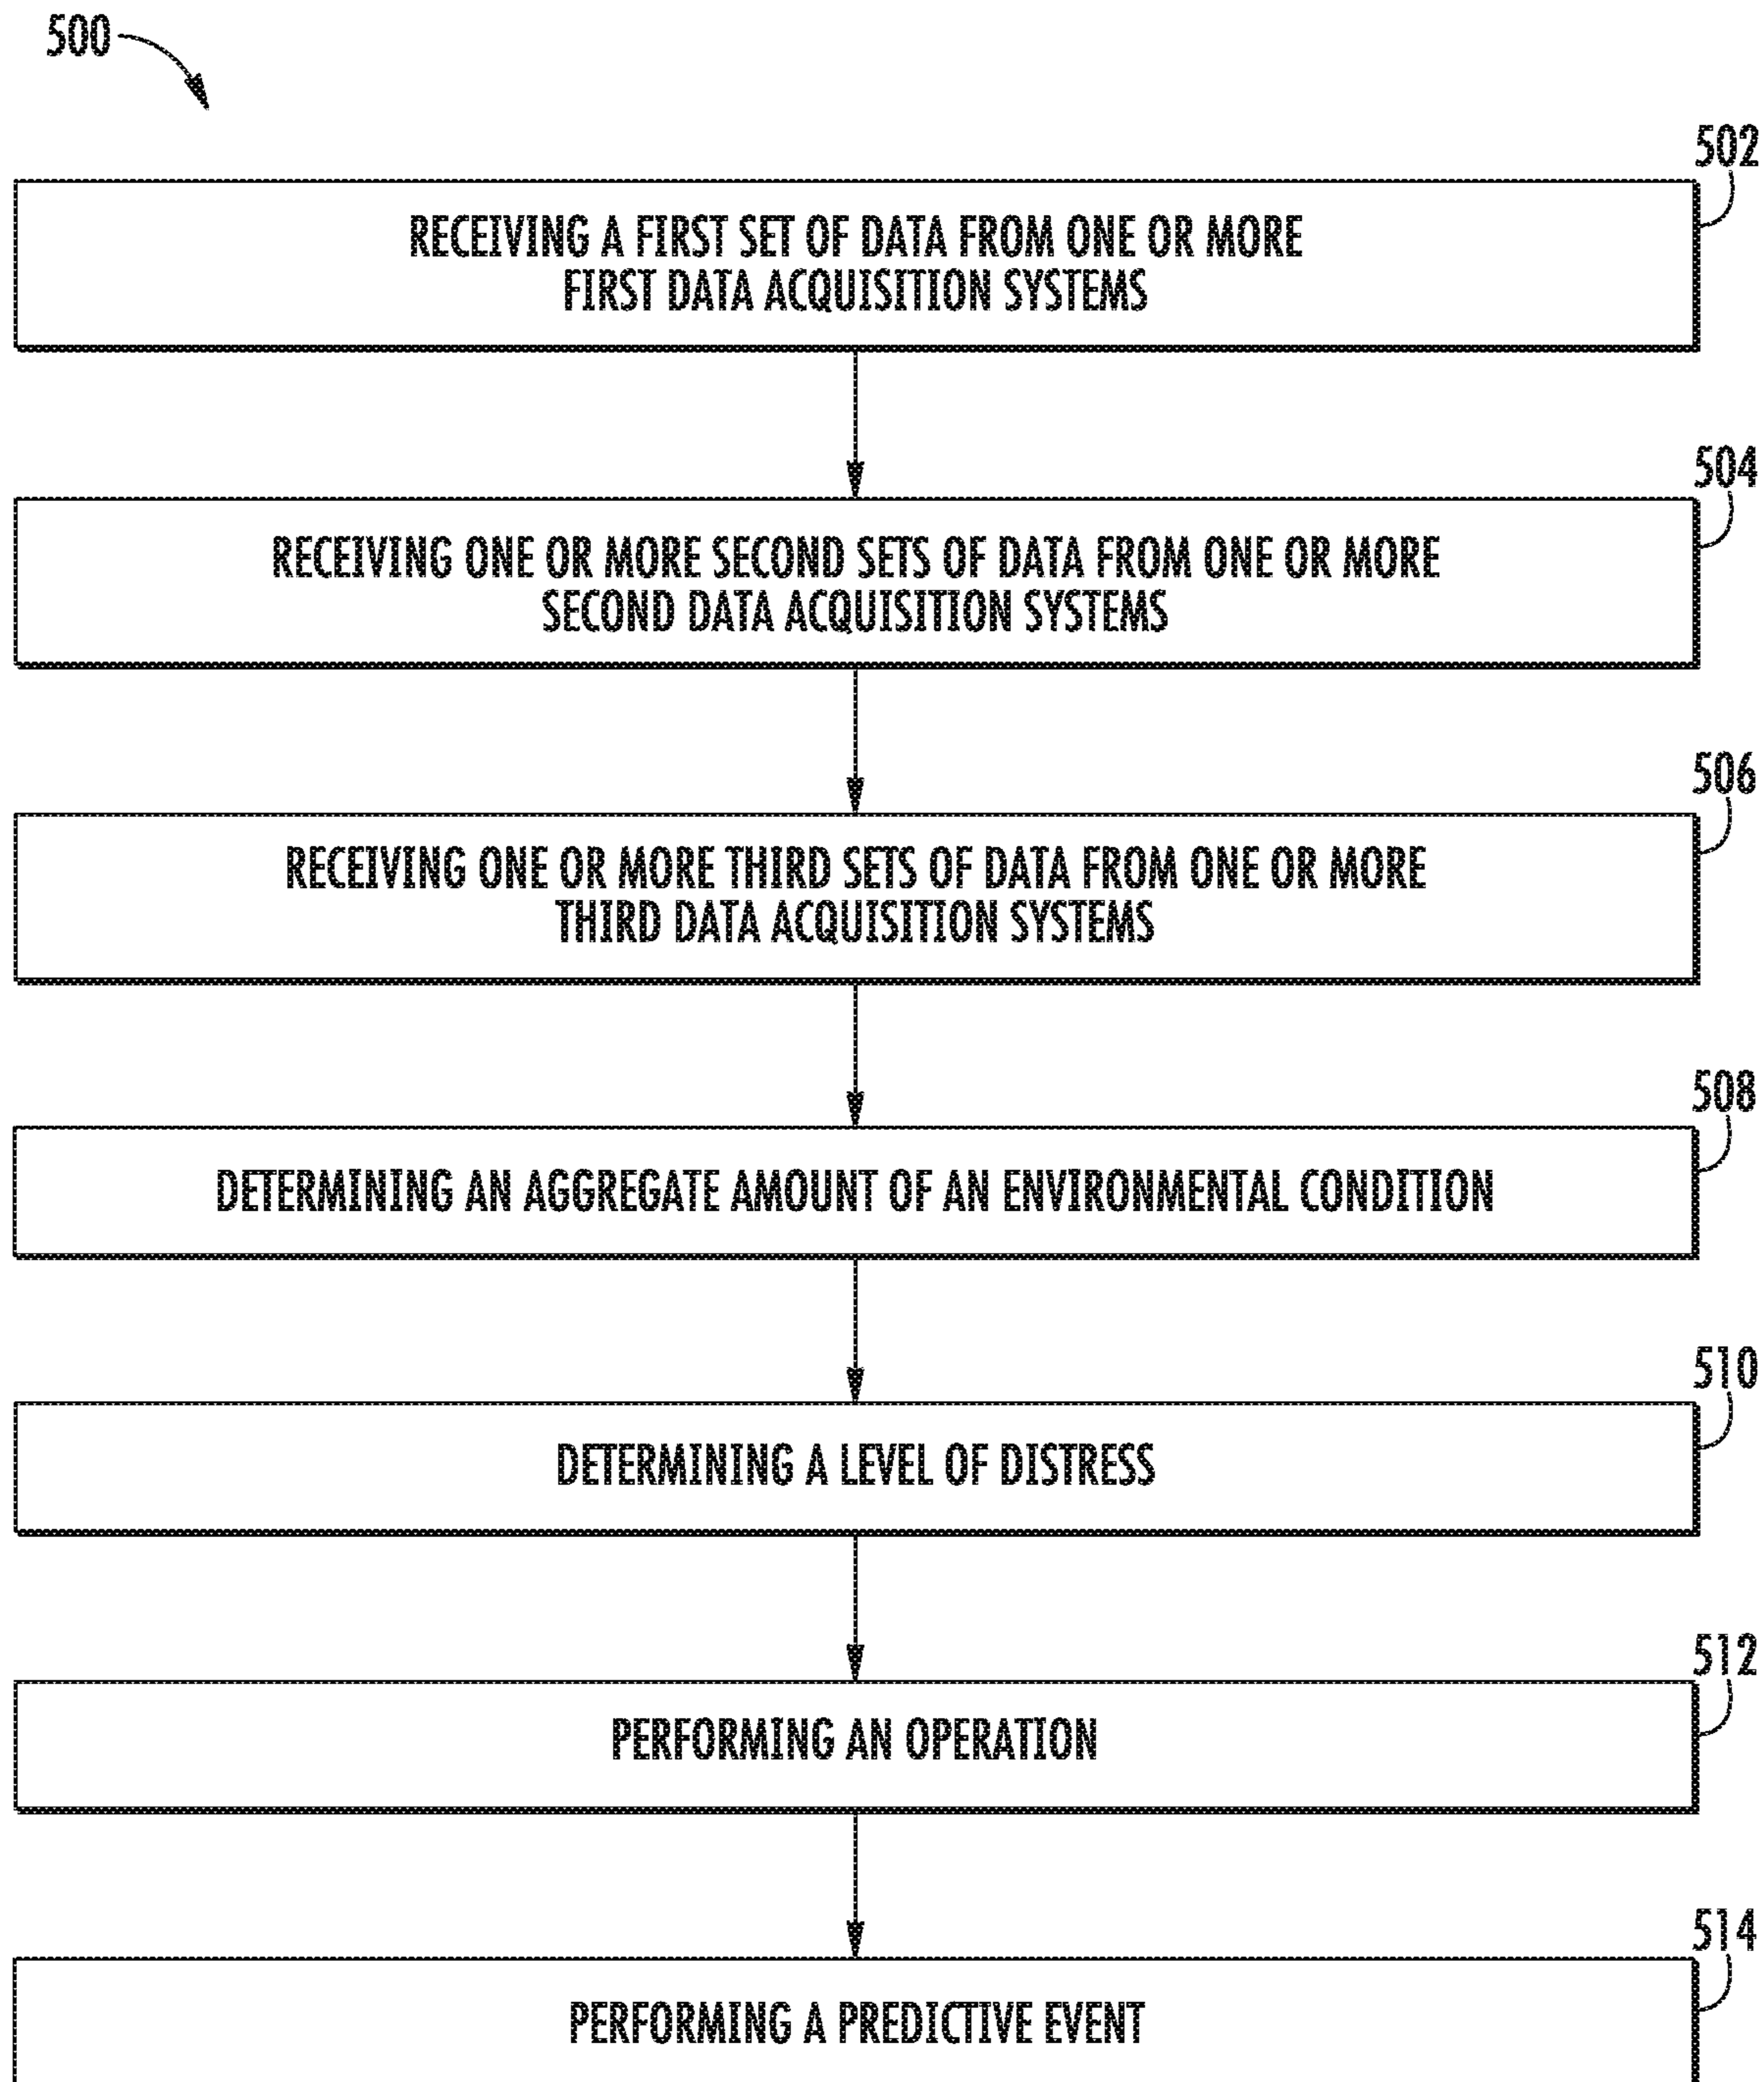 500
502
RECEIVING A FIRST SET OF DATA FROM ONE OR MORE
FIRST DATA ACQUISITION SYSTEMS
504
RECEIVING ONE OR MORE SECOND SETS OF DATA FROM ONE OR MORE
SECOND DATA ACQUISITION SYSTEMS
506
RECEIVING ONE OR MORE THIRD SETS OF DATA FROM ONE OR MORE
THIRD DATA ACQUISITION SYSTEMS
508
DETERMINING AN AGGREGATE AMOUNT OF AN ENVIRONMENTAL CONDITION
510
DETERMINING A LEVEL OF DISTRESS
512
PERFORMING AN OPERATION
514
PERFORMING A PREDICTIVE EVENT